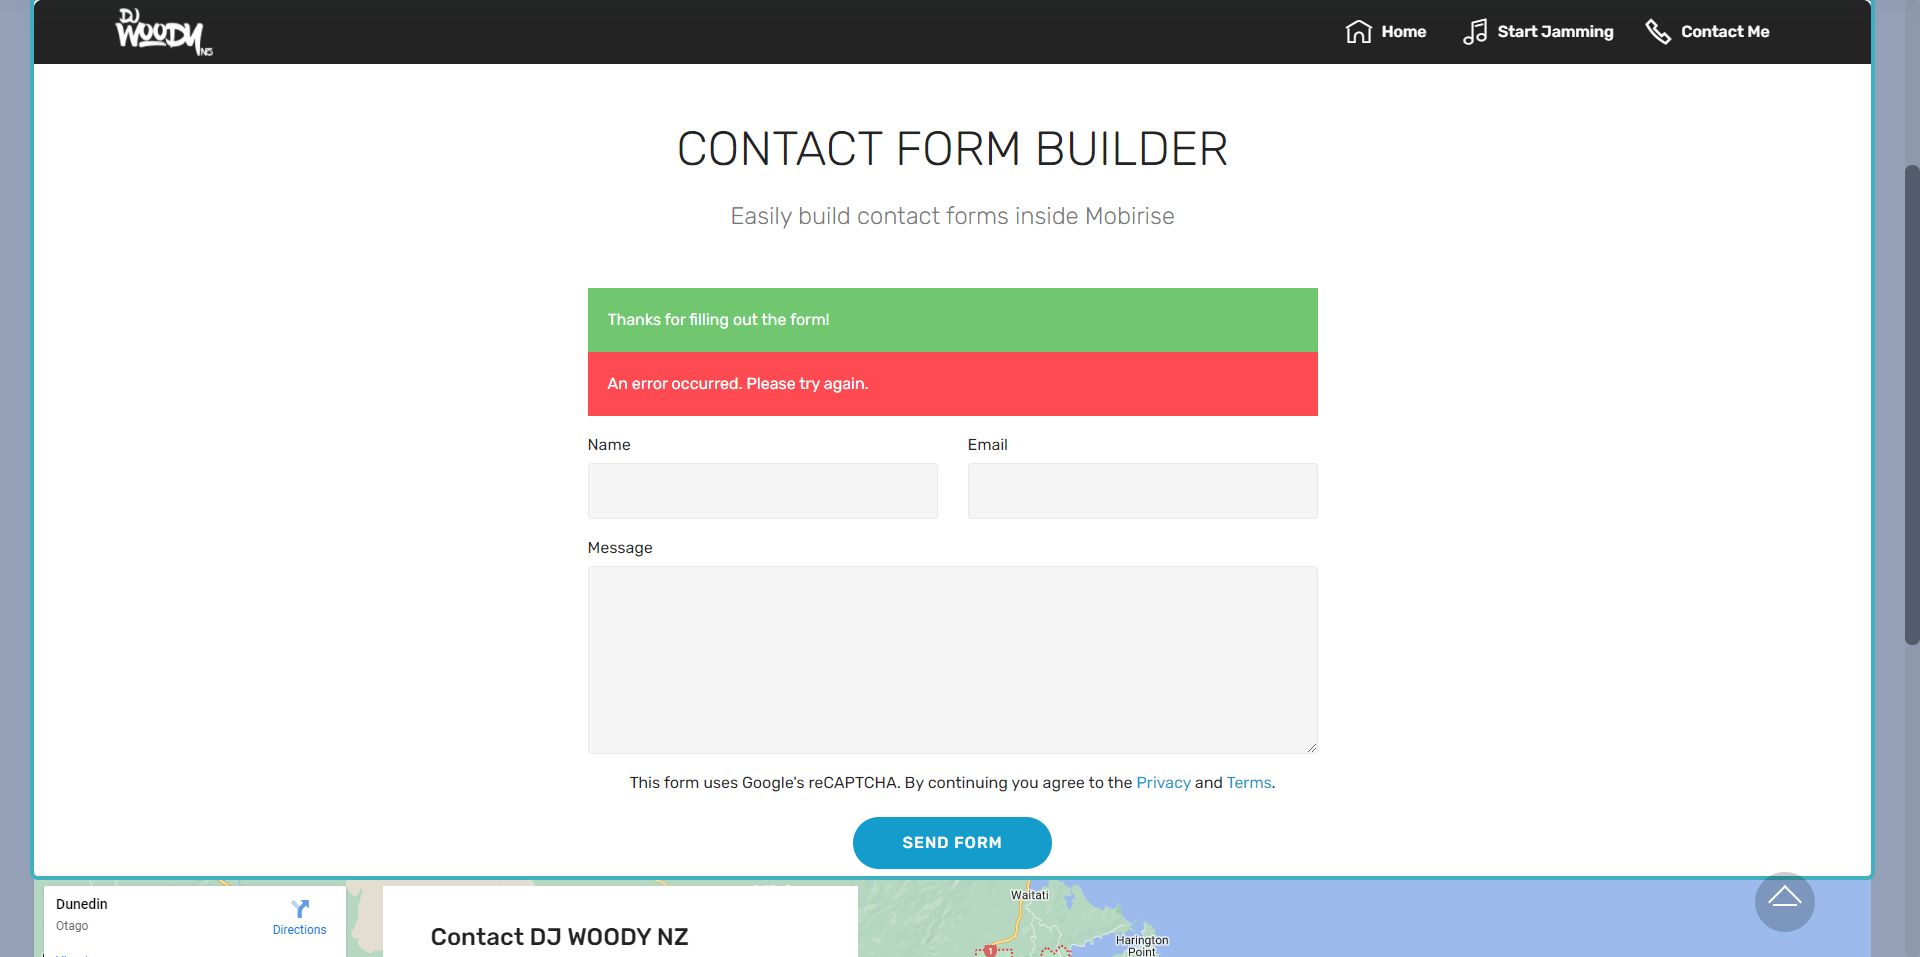 DJ
WOODY NZ
Home
Start Jamming
Contact Me
CONTACT FORM BUILDER
Easily build contact forms inside Mobirise
Thanks for filling out the form!
An error occurred. Please try again.
Name
Email
Message
This form uses Google's reCAPTCHA. By continuing you agree to the Privacy and Terms.
SEND FORM
Dunedin
Otago
Directions
Contact DJ WOODY NZ
Waitati
1
Harington
Point